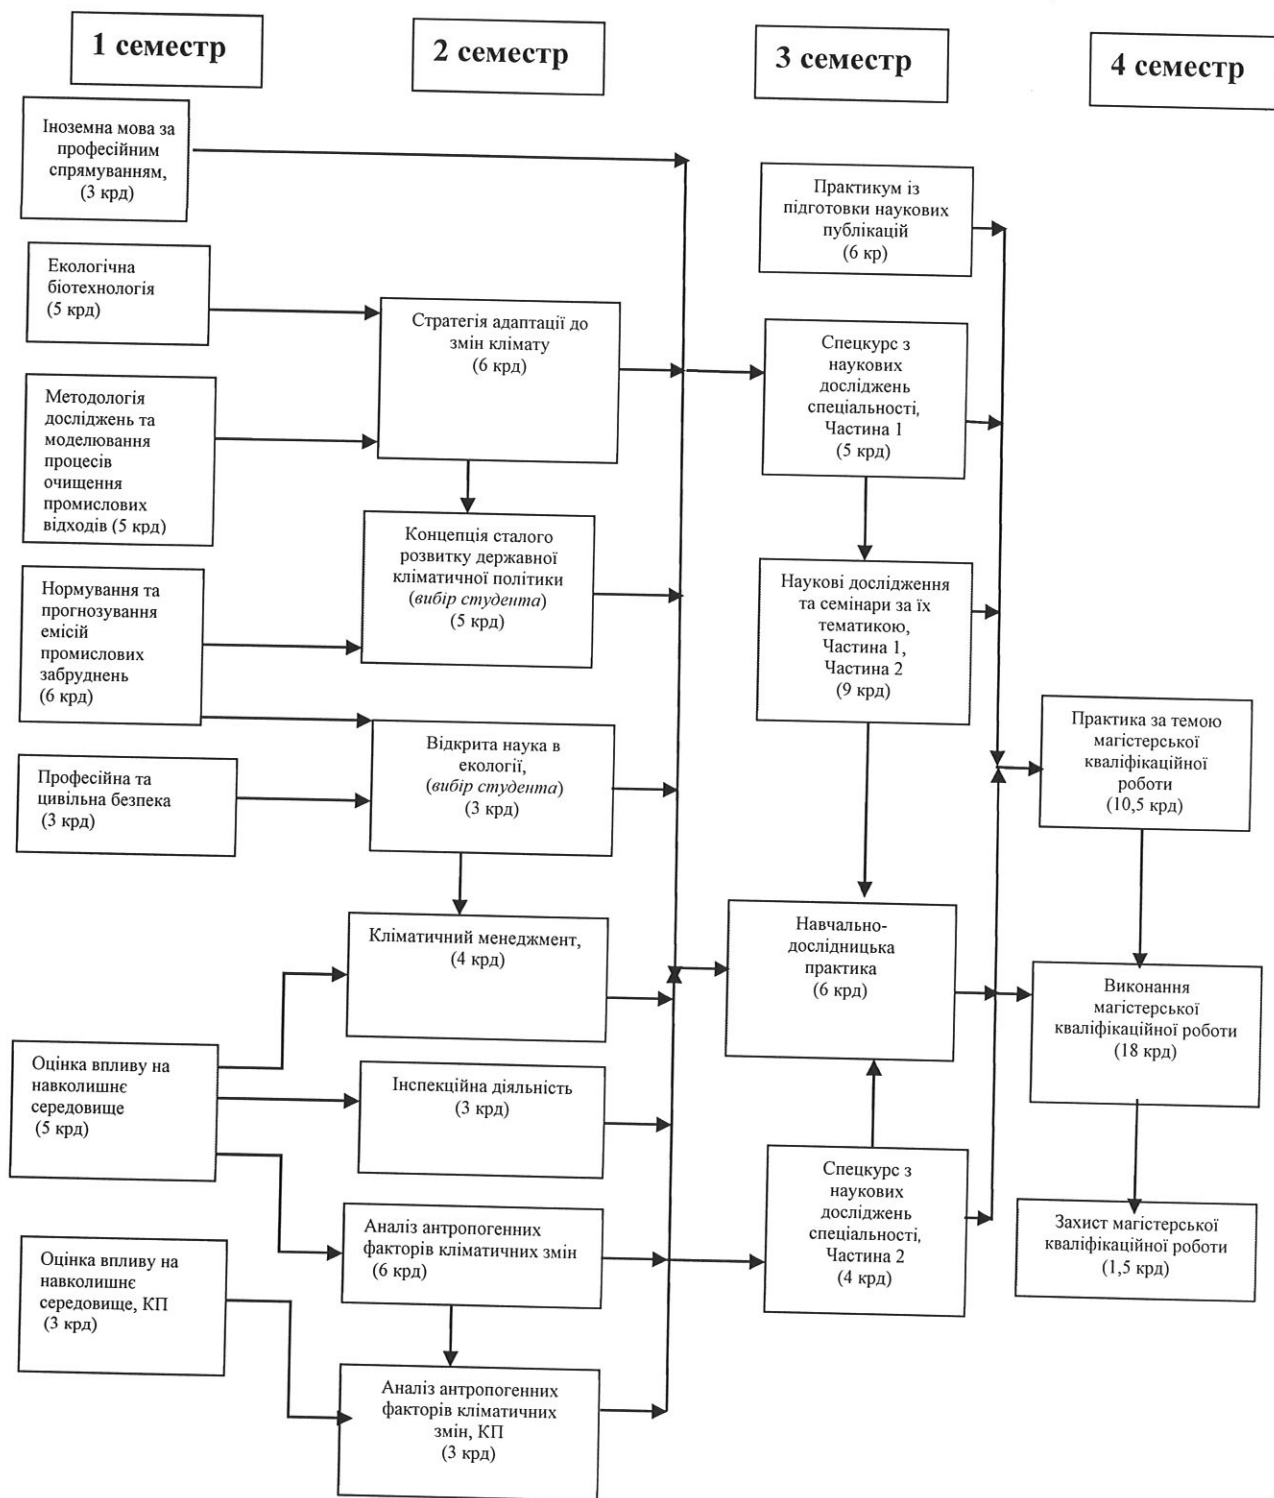 1 семестр
2 семестр
3 семестр
4 семестр
Іноземна мова за
професійним
спрямуванням,
(3 крд)
Екологічна
біотехнологія
(5 крд)
Методологія
досліджень та
моделювання
процесів
очищення
промислових
відходів (5 крд)
Нормування та
прогнозування
емісій
промислових
забруднень
(6 крд)
Професійна та
цивільна безпека
(3 крд)
Оцінка впливу на
навколишнє
середовище
(5 крд)
Оцінка впливу на
навколишнє
середовище, КП
(3 крд)
Стратегія адаптації до
змін клімату
(6 крд)
Концепція сталого
розвитку державної
кліматичної політики
(вибір студента)
(5 крд)
Відкрита наука в
екології,
(вибір студента)
(3 крд)
Кліматичний менеджмент,
(4 крд)
Інспекційна діяльність
(3 крд)
Аналіз антропогенних
факторів кліматичних змін
(6 крд)
Аналіз антропогенних
факторів кліматичних
змін, КП
(3 крд)
Практикум із
підготовки наукових
публікацій
(6 кр)
Спецкурс з
наукових
досліджень
спеціальності,
Частина 1
(5 крд)
Наукові дослідження
та семінари за їх
тематикою,
Частина 1,
Частина 2
(9 крд)
Навчально-
дослідницька
практика
(6 крд)
Спецкурс з
наукових
досліджень
спеціальності,
Частина 2
(4 крд)
Практика за темою
магістерської
кваліфікаційної
роботи
(10,5 крд)
Виконання
магістерської
кваліфікаційної роботи
(18 крд)
Захист магістерської
кваліфікаційної роботи
(1,5 крд)